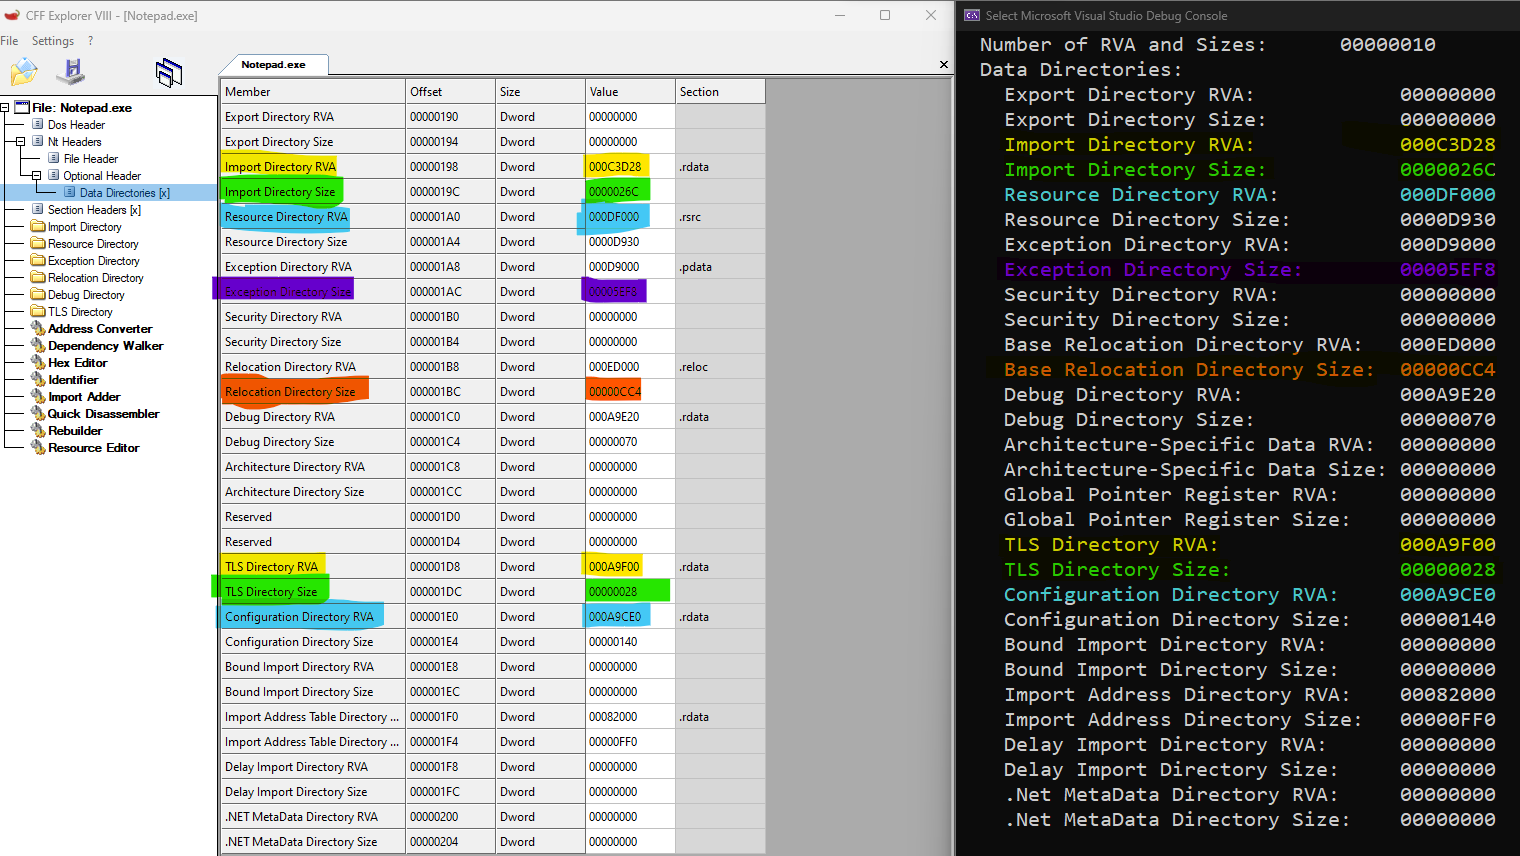 CFF Explorer VIII - [Notepad.exe]
File Settings ?
Notepad.exe
File: Notepad.exe
Dos Header
Nt Headers
File Header
Optional Header
Data Directories [x]
Section Headers [x]
Import Directory
Resource Directory
Exception Directory
Relocation Directory
Debug Directory
TLS Directory
Address Converter
Dependency Walker
Hex Editor
Identifier
Import Adder
Quick Disassembler
Rebuilder
Resource Editor
Member Offset Size Value Section
Export Directory RVA 00000190 Dword 00000000
Export Directory Size 00000194 Dword 00000000
Import Directory RVA 00000198 Dword 000C3D28 .rdata
Import Directory Size 0000019C Dword 0000026C
Resource Directory RVA 000001A0 Dword 000DF000 .rsrc
Resource Directory Size 000001A4 Dword 0000D930
Exception Directory RVA 000001A8 Dword 000D9000 .pdata
Exception Directory Size 000001AC Dword 00005EF8
Security Directory RVA 000001B0 Dword 00000000
Security Directory Size 000001B4 Dword 00000000
Relocation Directory RVA 000001B8 Dword 000ED000 .reloc
Relocation Directory Size 000001BC Dword 00000CC4
Debug Directory RVA 000001C0 Dword 000A9E20 .rdata
Debug Directory Size 000001C4 Dword 00000070
Architecture Directory RVA 000001C8 Dword 00000000
Architecture Directory Size 000001CC Dword 00000000
Reserved 000001D0 Dword 00000000
Reserved 000001D4 Dword 00000000
TLS Directory RVA 000001D8 Dword 000A9F00 .rdata
TLS Directory Size 000001DC Dword 00000028
Configuration Directory RVA 000001E0 Dword 000A9CE0 .rdata
Configuration Directory Size 000001E4 Dword 00000140
Bound Import Directory RVA 000001E8 Dword 00000000
Bound Import Directory Size 000001EC Dword 00000000
Import Address Table Directory ... 000001F0 Dword 00082000 .rdata
Import Address Table Directory ... 000001F4 Dword 00000FF0
Delay Import Directory RVA 000001F8 Dword 00000000
Delay Import Directory Size 000001FC Dword 00000000
.NET MetaData Directory RVA 00000200 Dword 00000000
.NET MetaData Directory Size 00000204 Dword 00000000
Select Microsoft Visual Studio Debug Console
Number of RVA and Sizes: 00000010
Data Directories:
Export Directory RVA: 00000000
Export Directory Size: 00000000
Import Directory RVA: 000C3D28
Import Directory Size: 0000026C
Resource Directory RVA: 000DF000
Resource Directory Size: 0000D930
Exception Directory RVA: 000D9000
Exception Directory Size: 00005EF8
Security Directory RVA: 00000000
Security Directory Size: 00000000
Base Relocation Directory RVA: 000ED000
Base Relocation Directory Size: 00000CC4
Debug Directory RVA: 000A9E20
Debug Directory Size: 00000070
Architecture-Specific Data RVA: 00000000
Architecture-Specific Data Size: 00000000
Global Pointer Register RVA: 00000000
Global Pointer Register Size: 00000000
TLS Directory RVA: 000A9F00
TLS Directory Size: 00000028
Configuration Directory RVA: 000A9CE0
Configuration Directory Size: 00000140
Bound Import Directory RVA: 00000000
Bound Import Directory Size: 00000000
Import Address Directory RVA: 00082000
Import Address Directory Size: 00000FF0
Delay Import Directory RVA: 00000000
Delay Import Directory Size: 00000000
.Net MetaData Directory RVA: 00000000
.Net MetaData Directory Size: 00000000